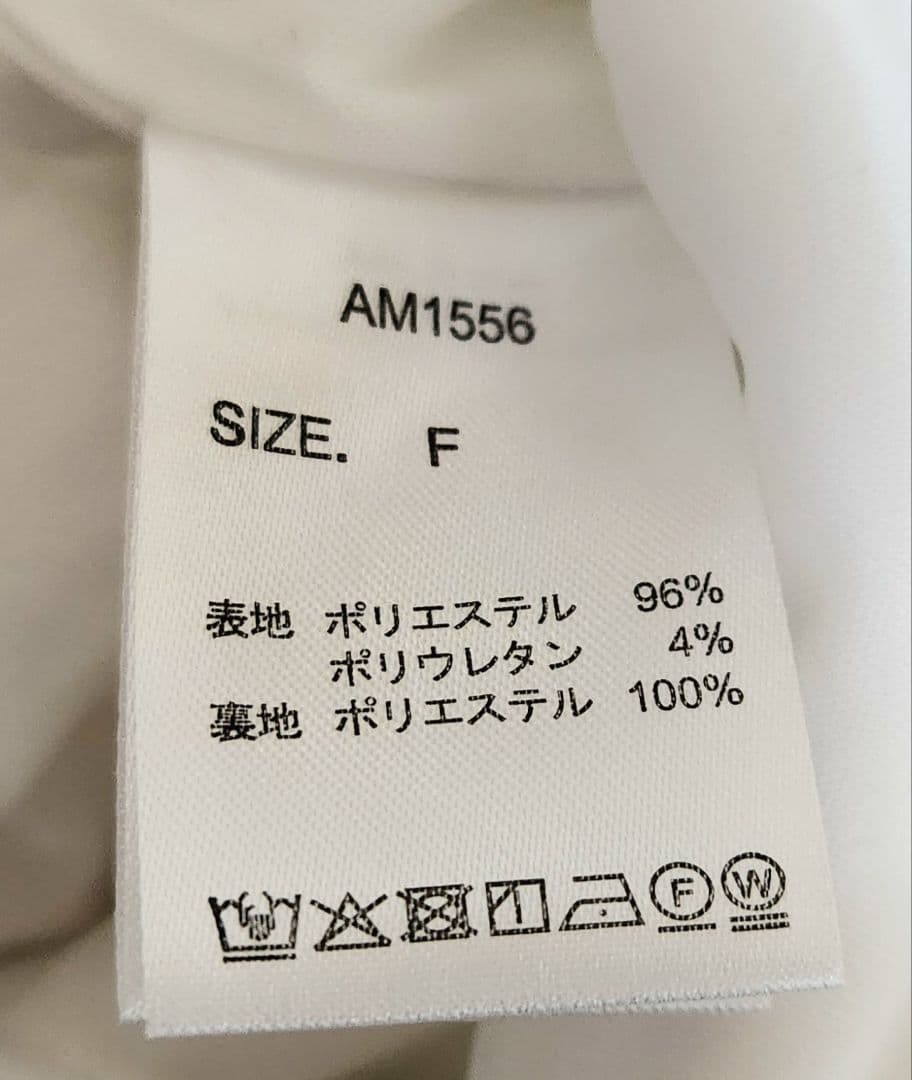 AM1556
SIZE. F
表地 ポリエステル 96%
ポリウレタン 4%
裏地 ポリエステル 100%
F W